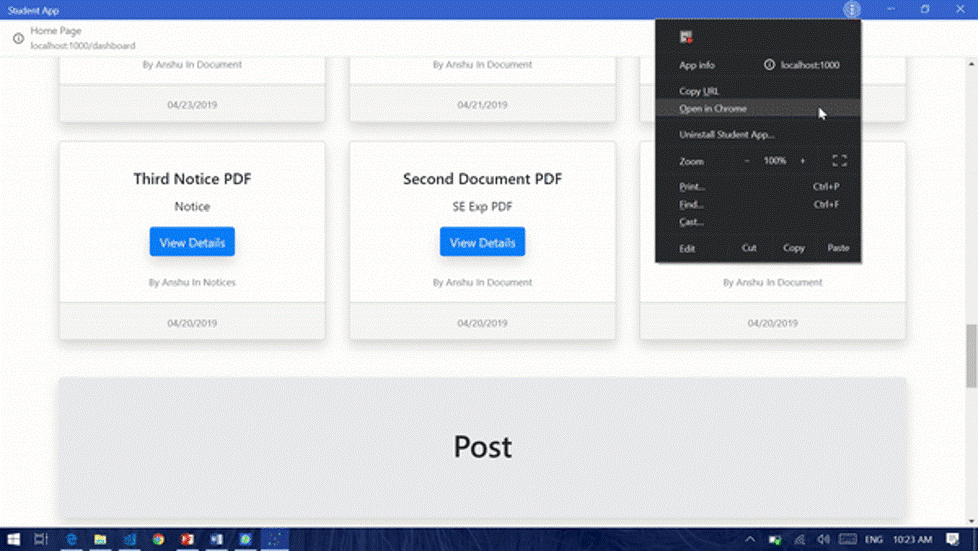 Student App
Home Page
localhost:1000/dashboard
By Anshu In Document
04/23/2019
By Anshu In Document
04/21/2019
App info
localhost:1000
Copy URL
Open in Chrome
Uninstall Student App...
Zoom - 100% +
Print... Ctrl+P
Find... Ctrl+F
Cast...
Edit Cut Copy Paste
Third Notice PDF
Notice
View Details
By Anshu In Notices
04/20/2019
Second Document PDF
SE Exp PDF
View Details
By Anshu In Document
04/20/2019
By Anshu In Document
04/20/2019
Post
ENG 10:23 AM